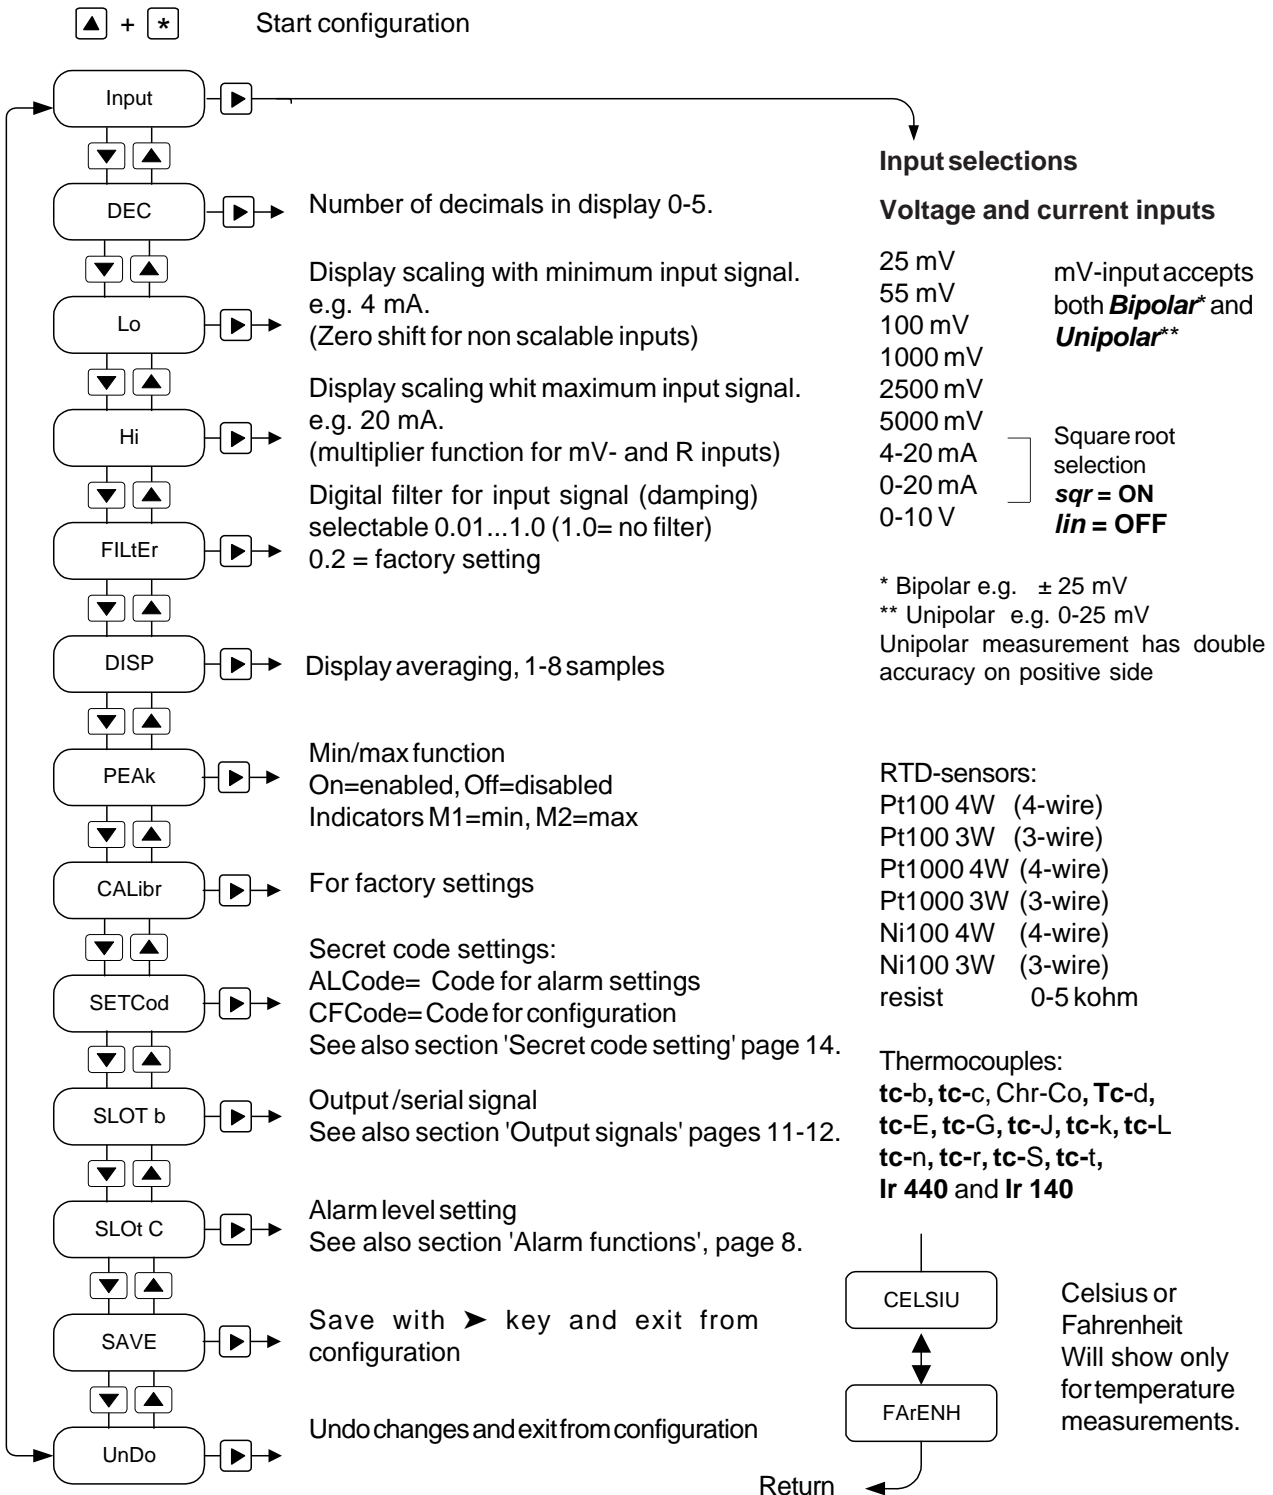 + * Start configuration
Input
DEC
Number of decimals in display 0-5.
Lo
Display scaling with minimum input signal.
e.g. 4 mA.
(Zero shift for non scalable inputs)
Hi
Display scaling whit maximum input signal.
e.g. 20 mA.
(multiplier function for mV- and R inputs)
FILtEr
Digital filter for input signal (damping)
selectable 0.01...1.0 (1.0= no filter)
0.2 = factory setting
DISP
Display averaging, 1-8 samples
PEAk
Min/max function
On=enabled, Off=disabled
Indicators M1=min, M2=max
CALibr
For factory settings
SETCod
Secret code settings:
ALCode= Code for alarm settings
CFCode= Code for configuration
See also section 'Secret code setting' page 14.
SLOT b
Output /serial signal
See also section 'Output signals' pages 11-12.
SLOt C
Alarm level setting
See also section 'Alarm functions', page 8.
SAVE
Save with ➤ key and exit from
configuration
UnDo
Undo changes and exit from configuration
Input selections
Voltage and current inputs
25 mV
55 mV
100 mV
1000 mV
2500 mV
5000 mV
4-20 mA
0-20 mA
0-10 V
mV-input accepts
both Bipolar* and
Unipolar**
Square root
selection
sqr = ON
lin = OFF
* Bipolar e.g. ± 25 mV
** Unipolar e.g. 0-25 mV
Unipolar measurement has double
accuracy on positive side
RTD-sensors:
Pt100 4W (4-wire)
Pt100 3W (3-wire)
Pt1000 4W (4-wire)
Pt1000 3W (3-wire)
Ni100 4W (4-wire)
Ni100 3W (3-wire)
resist 0-5 kohm
Thermocouples:
tc-b, tc-c, Chr-Co, Tc-d,
tc-E, tc-G, tc-J, tc-k, tc-L
tc-n, tc-r, tc-S, tc-t,
Ir 440 and Ir 140
CELSIU
FArENH
Celsius or
Fahrenheit
Will show only
for temperature
measurements.
Return